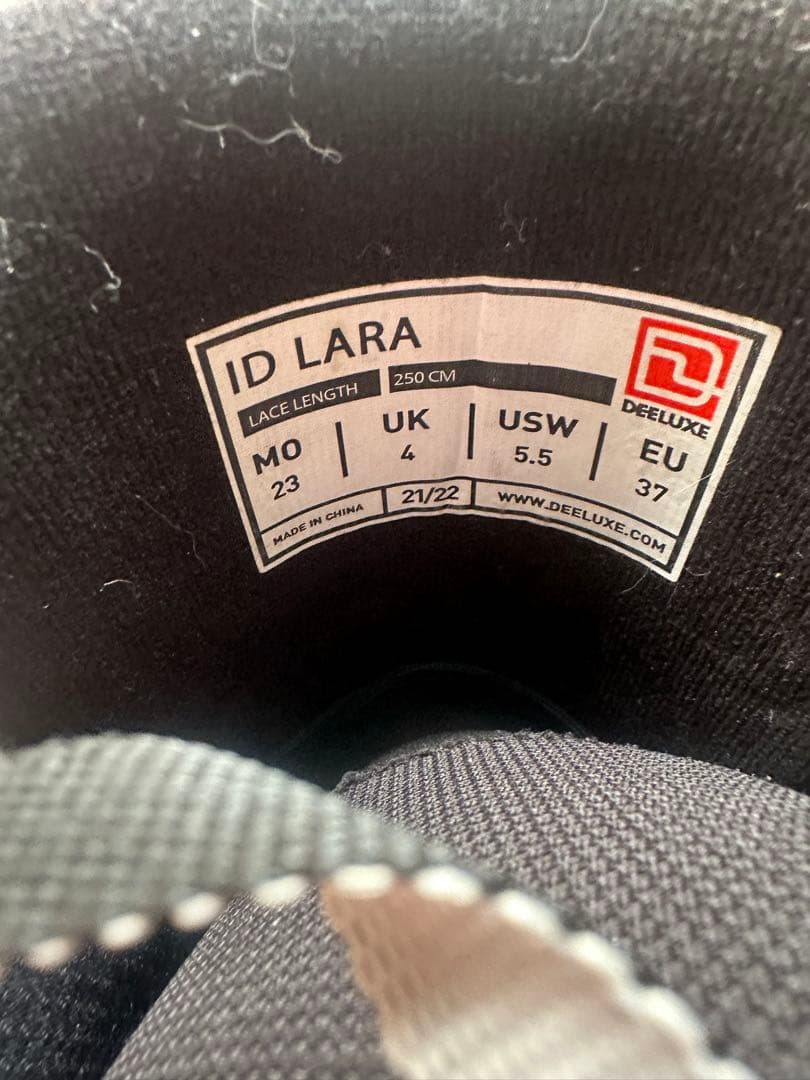 ID LARA
LACE LENGTH 250 CM
DEELUXE
MO UK USW EU
23 4 5.5 37
MADE IN CHINA 21/22 WWW.DEELUXE.COM